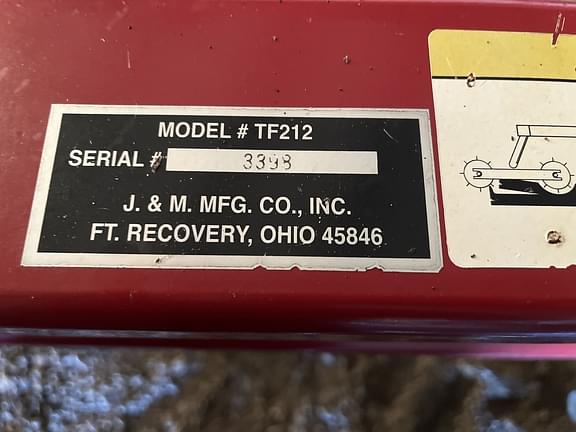 MODEL # TF212
SERIAL # 3398
J. & M. MFG. CO., INC.
FT. RECOVERY, OHIO 45846